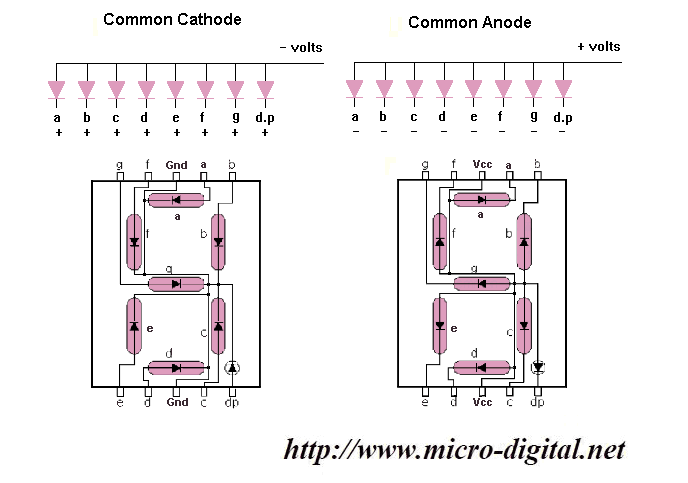 Common Cathode
Common Anode
− volts
+ volts
a b c d e f g d.p
+ + + + + + + +
a b c d e f g d.p
− − − − − − − −
g f Gnd a b
g f Vcc a b
a
f b
g
e c
d
a
f b
g
e c
d
e d Gnd c dp
e d Vcc c dp
http://www.micro-digital.net